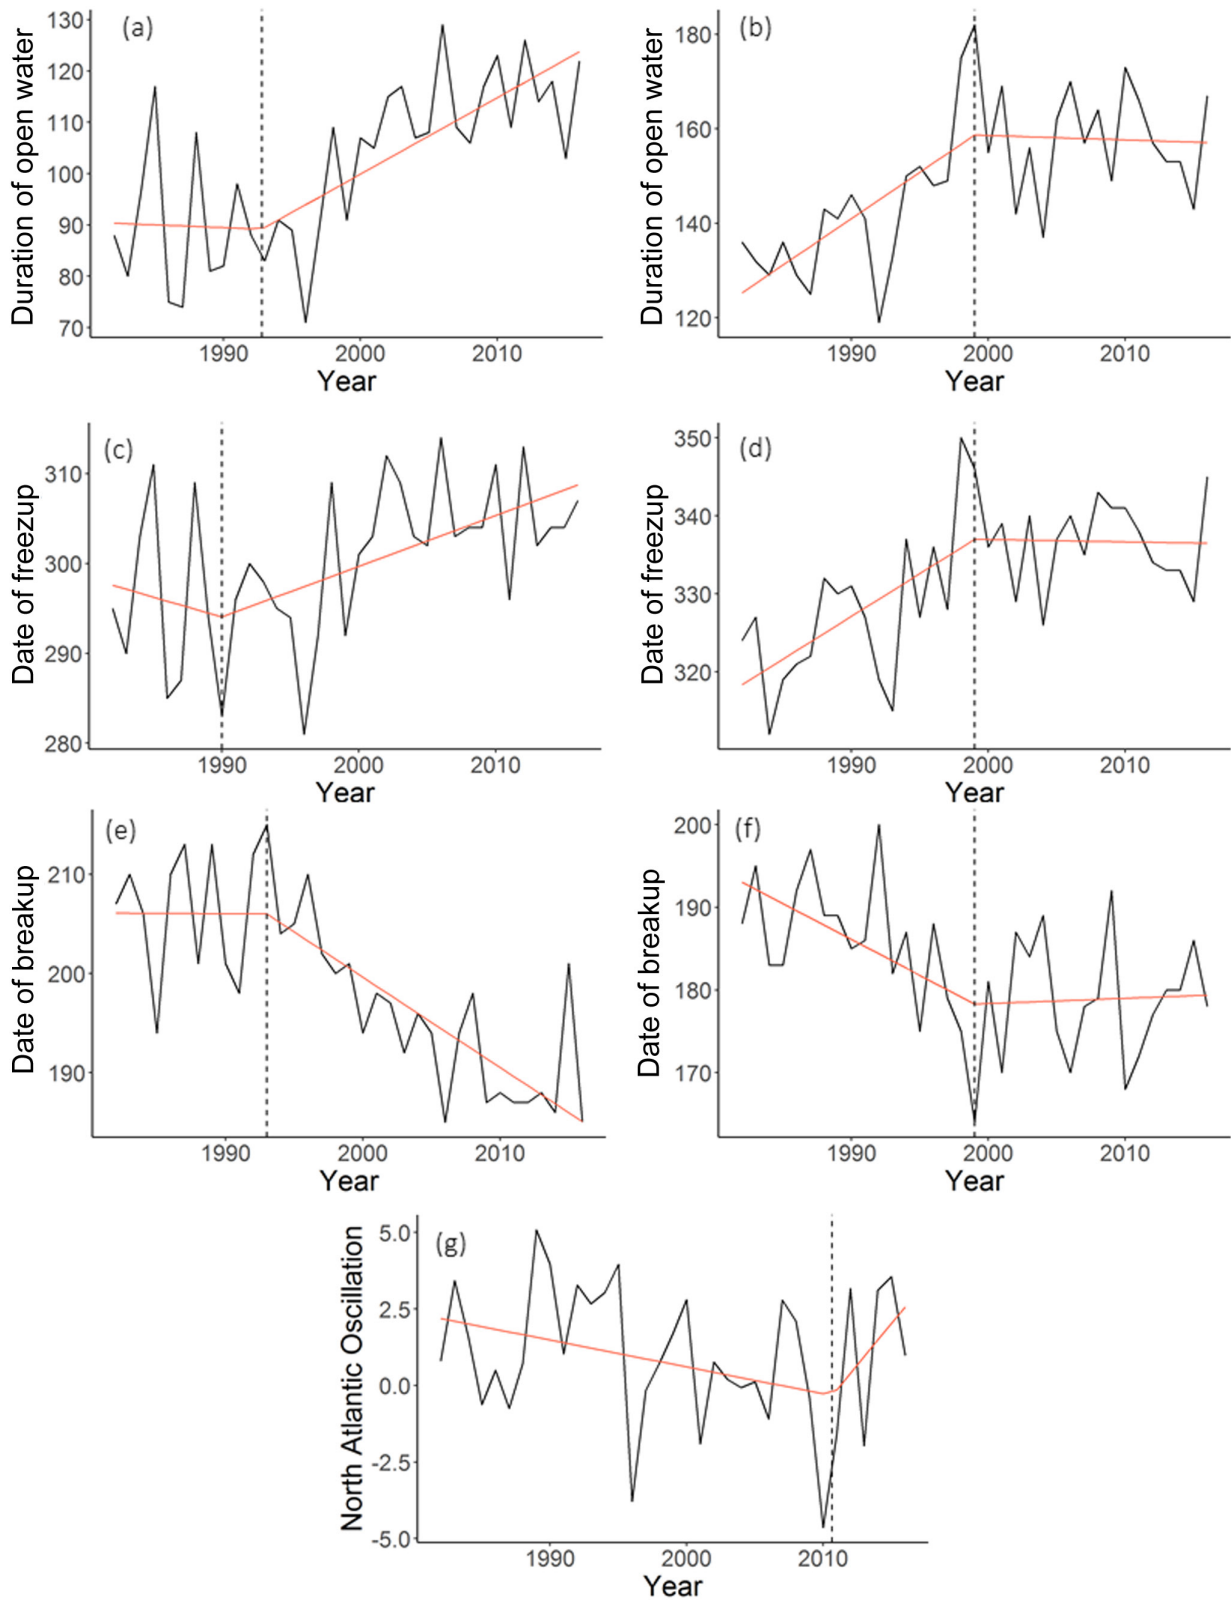 (a)
Duration of open water
130
120
110
100
90
80
70
1990 2000 2010
Year
(b)
Duration of open water
180
160
140
120
1990 2000 2010
Year
(c)
Date of freezup
310
300
290
280
1990 2000 2010
Year
(d)
Date of freezup
350
340
330
320
1990 2000 2010
Year
(e)
Date of breakup
210
200
190
1990 2000 2010
Year
(f)
Date of breakup
200
190
180
170
1990 2000 2010
Year
(g)
North Atlantic Oscillation
5.0
2.5
0.0
-2.5
-5.0
1990 2000 2010
Year